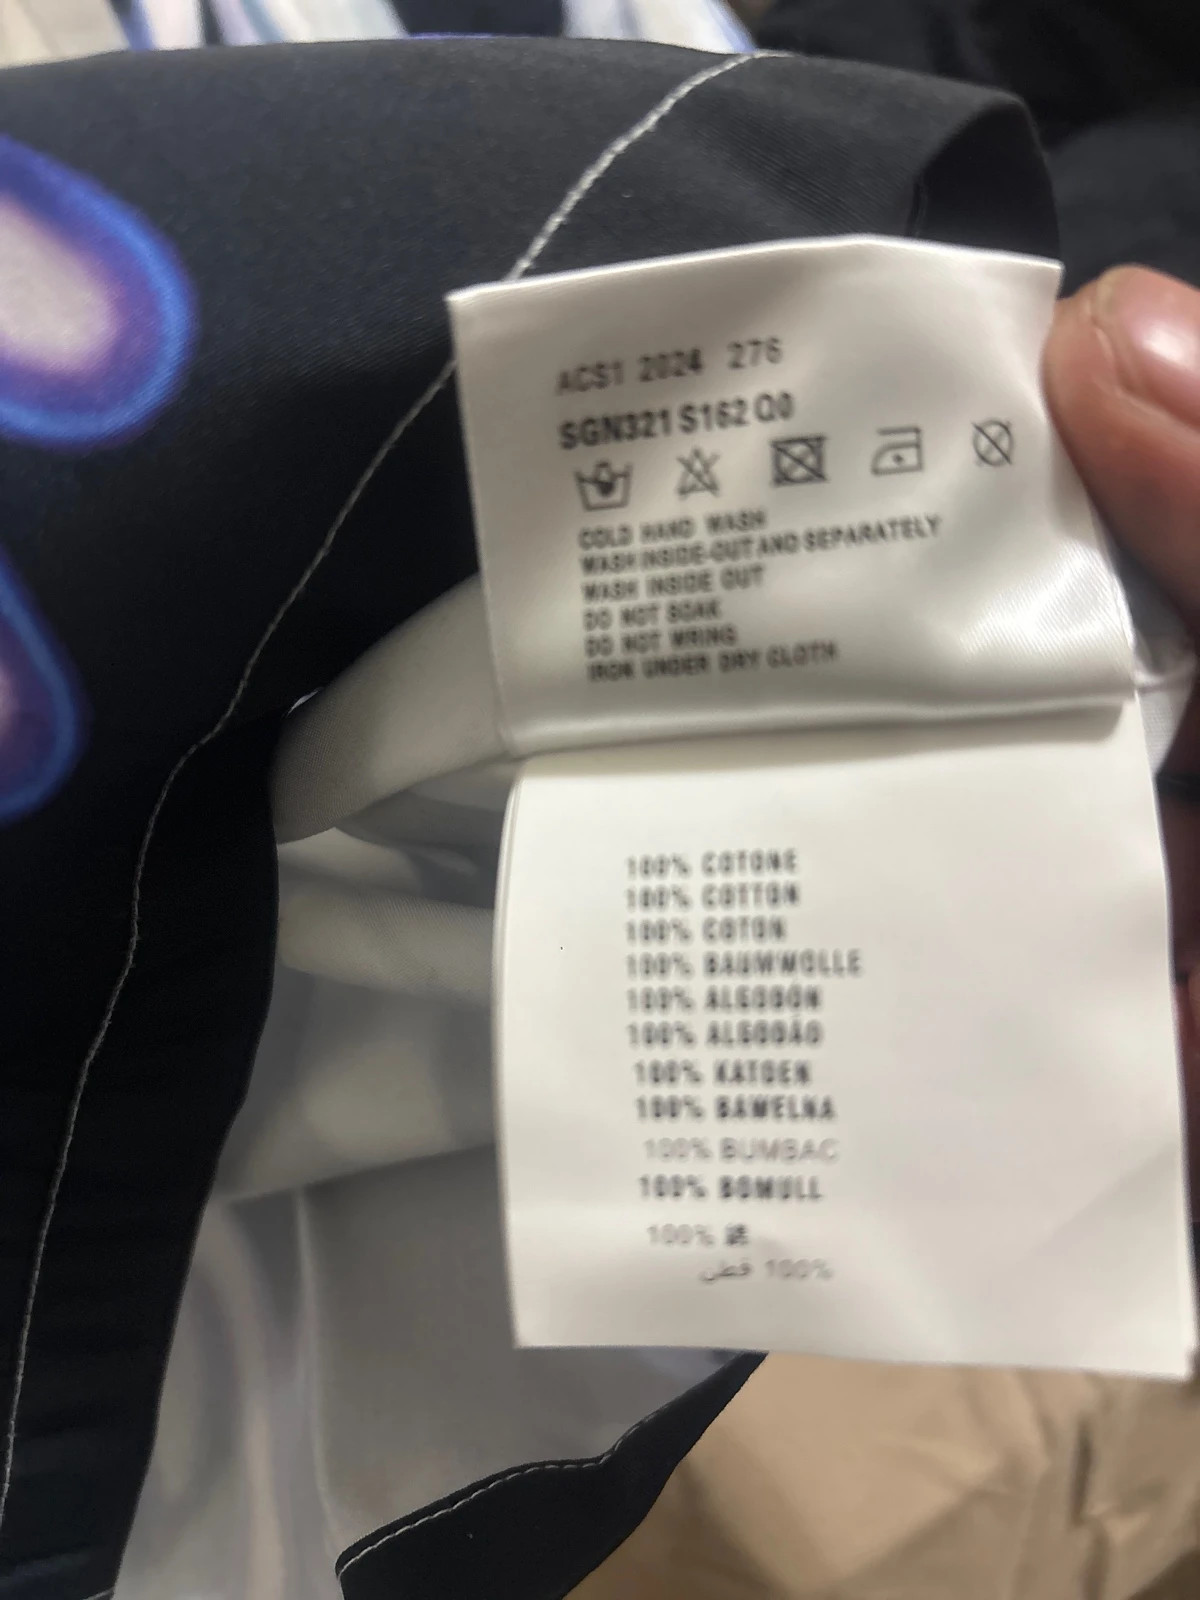 ACS1 2024 276
SGN321 S162 Q0
COLD HAND WASH
WASH INSIDE-OUT AND SEPARATELY
WASH INSIDE OUT
DO NOT SOAK
DO NOT WRING
IRON UNDER DRY CLOTH
100% COTONE
100% COTTON
100% COTON
100% BAUMWOLLE
100% ALGODÓN
100% ALGODÃO
100% KATOEN
100% BAWELNA
100% BUMBAC
100% BOMULL
100%
100% قطن